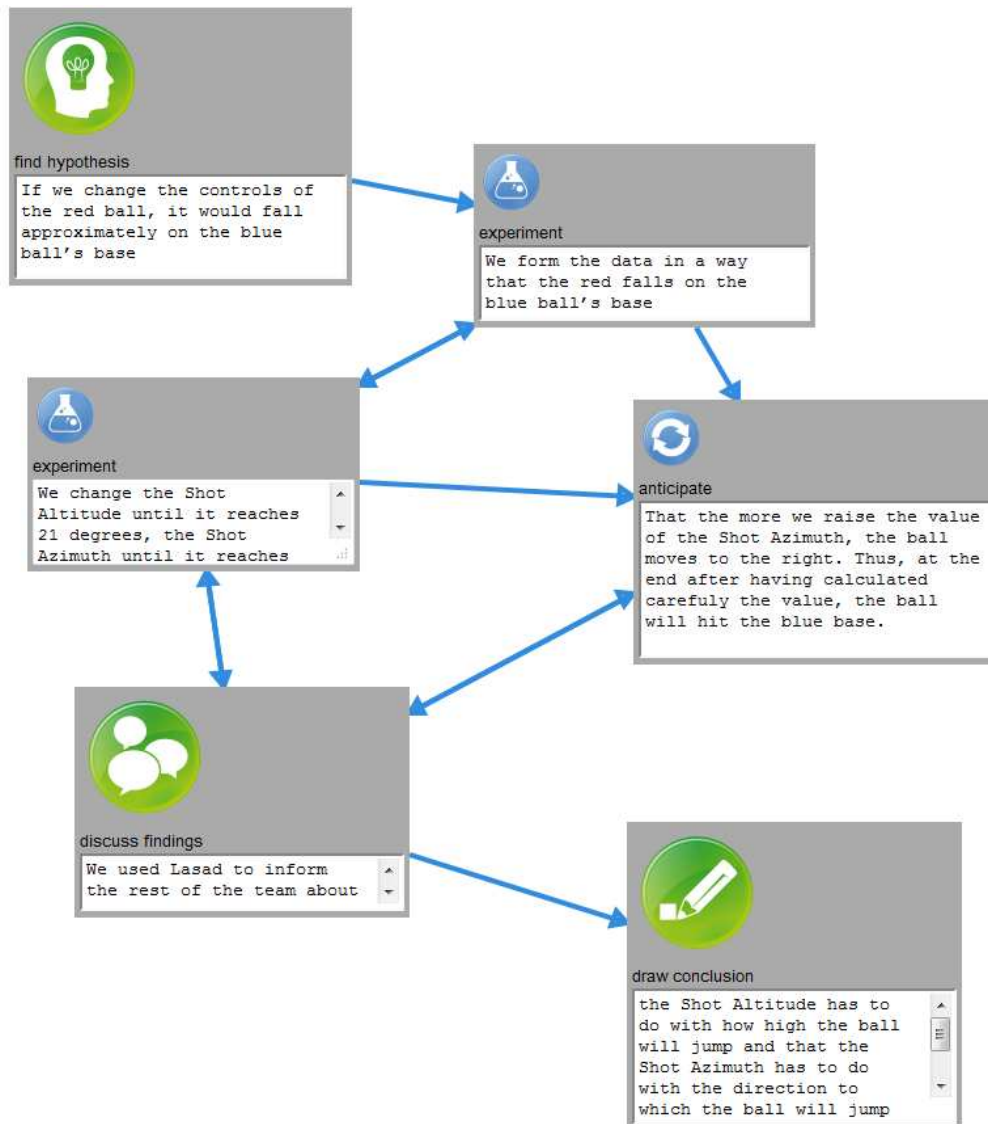 find hypothesis
If we change the controls of
the red ball, it would fall
approximately on the blue
ball’s base
experiment
We form the data in a way
that the red falls on the
blue ball’s base
experiment
We change the Shot
Altitude until it reaches
21 degrees, the Shot
Azimuth until it reaches
anticipate
That the more we raise the value
of the Shot Azimuth, the ball
moves to the right. Thus, at the
end after having calculated
carefuly the value, the ball
will hit the blue base.
discuss findings
We used Lasad to inform
the rest of the team about
draw conclusion
the Shot Altitude has to
do with how high the ball
will jump and that the
Shot Azimuth has to do
with the direction to
which the ball will jump